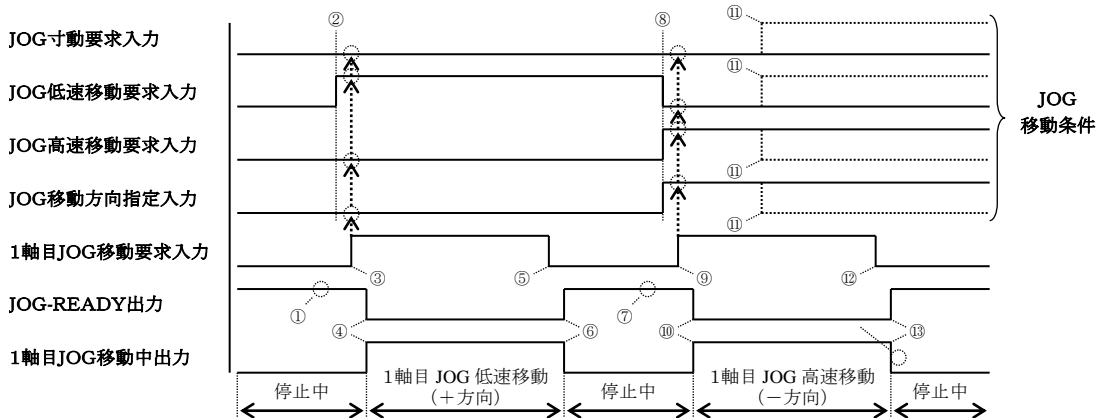 ② ⑧ ⑪
JOG寸動要求入力
⑪
JOG低速移動要求入力
JOG
移動条件
JOG高速移動要求入力
⑪
JOG移動方向指定入力
⑪
1軸目JOG移動要求入力
③ ⑤ ⑨ ⑫
JOG-READY出力
① ⑦
④ ⑥ ⑩ ⑬
1軸目JOG移動中出力
停止中 1軸目 JOG 低速移動 停止中 1軸目 JOG 高速移動 停止中
(+方向) (-方向)